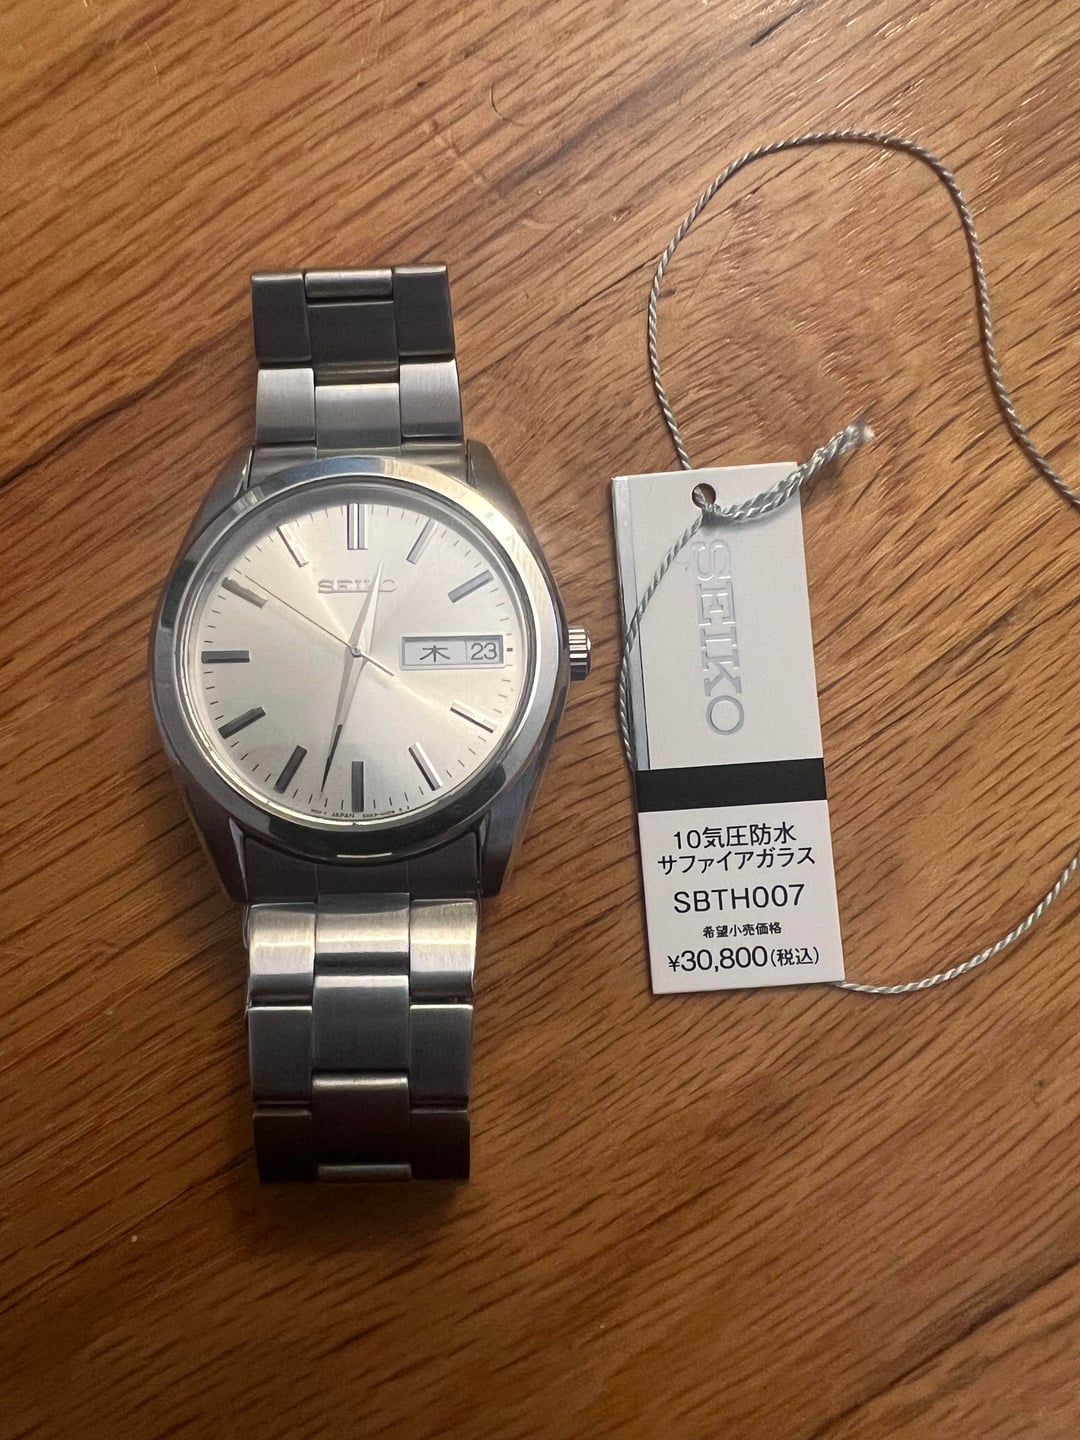 SEIKO
木 23
JAPAN
SEIKO
10気圧防水
サファイアガラス
SBTH007
希望小売価格
¥30,800(税込)